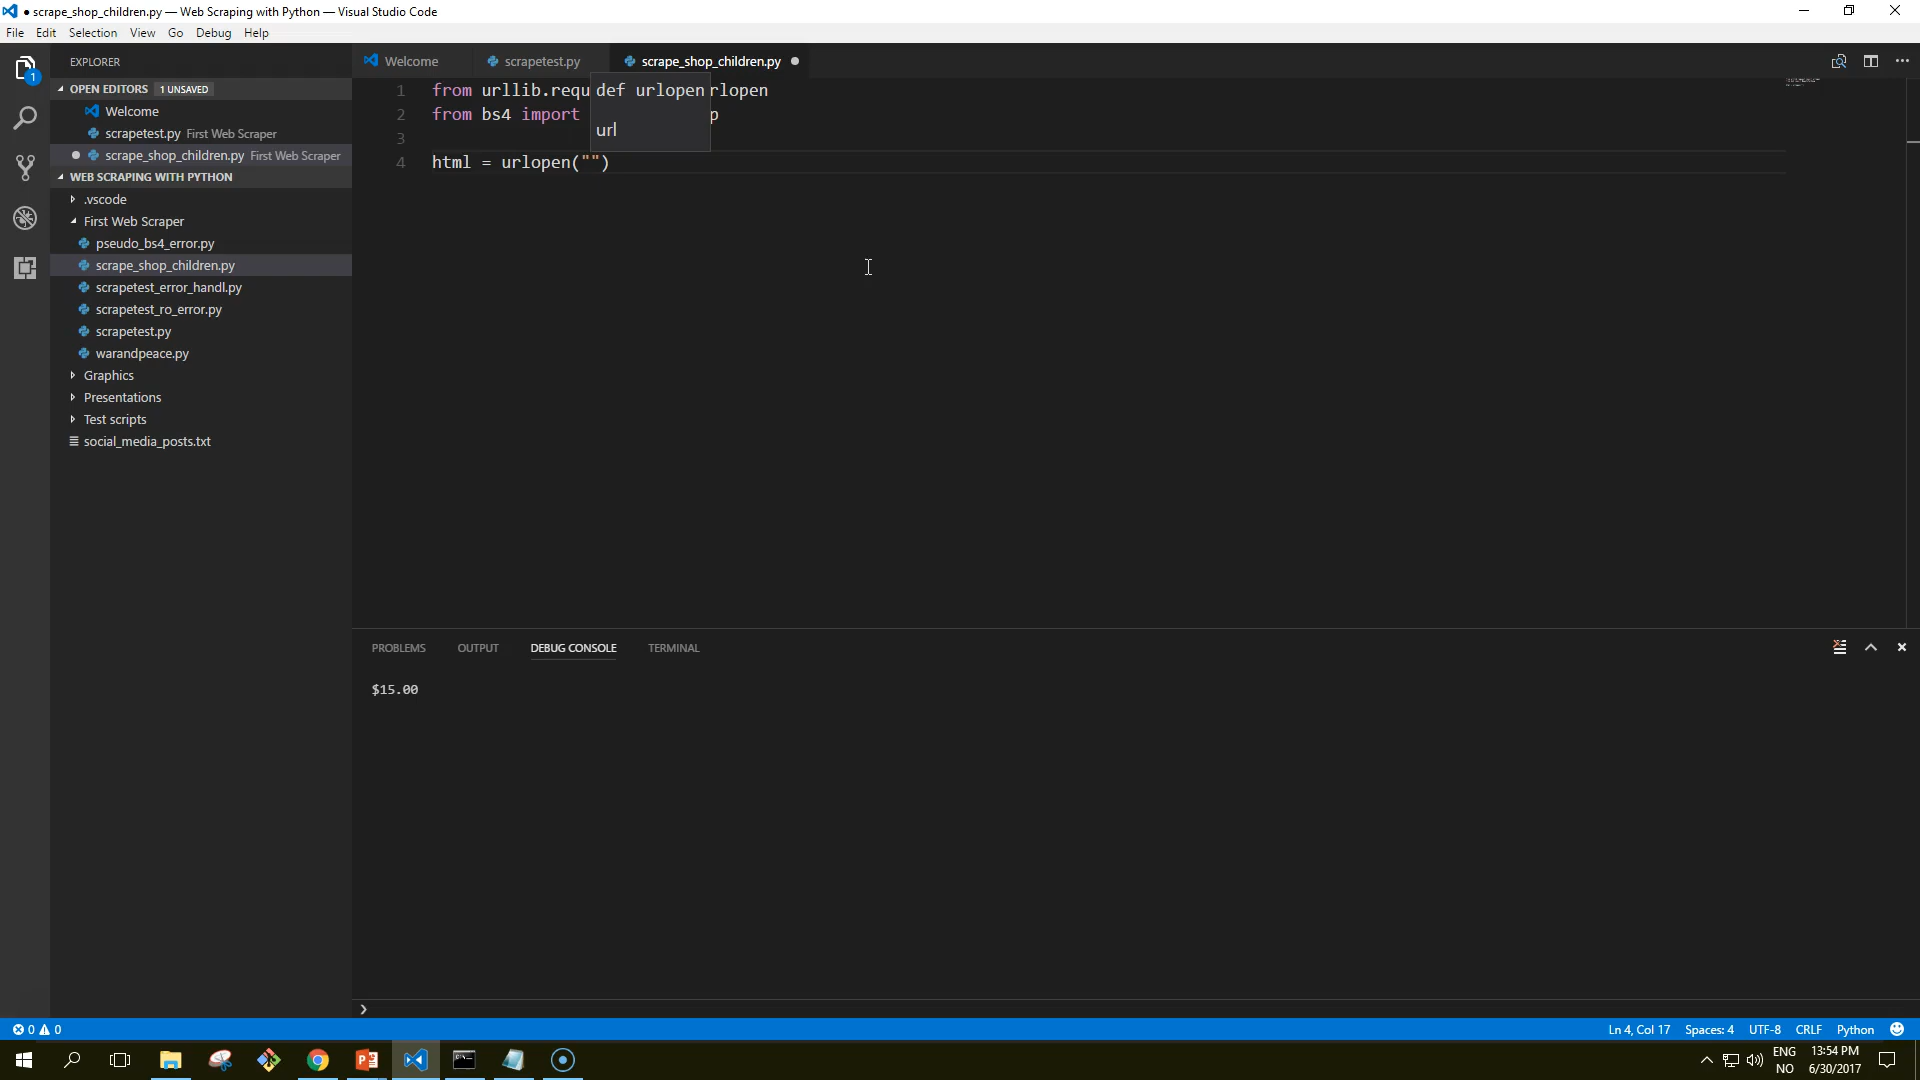 ● scrape_shop_children.py — Web Scraping with Python — Visual Studio Code
File Edit Selection View Go Debug Help
EXPLORER
Welcome scrapetest.py scrape_shop_children.py
1
OPEN EDITORS 1 UNSAVED
Welcome
scrapetest.py First Web Scraper
scrape_shop_children.py First Web Scraper
WEB SCRAPING WITH PYTHON
.vscode
First Web Scraper
pseudo_bs4_error.py
scrape_shop_children.py
scrapetest_error_handl.py
scrapetest_ro_error.py
scrapetest.py
warandpeace.py
Graphics
Presentations
Test scripts
social_media_posts.txt
1 from urllib.requ def urlopen rlopen
2 from bs4 import p
url
3
4 html = urlopen("")
PROBLEMS OUTPUT DEBUG CONSOLE TERMINAL
$15.00
0 0
Ln 4, Col 17 Spaces: 4 UTF-8 CRLF Python
ENG 13:54 PM
NO 6/30/2017